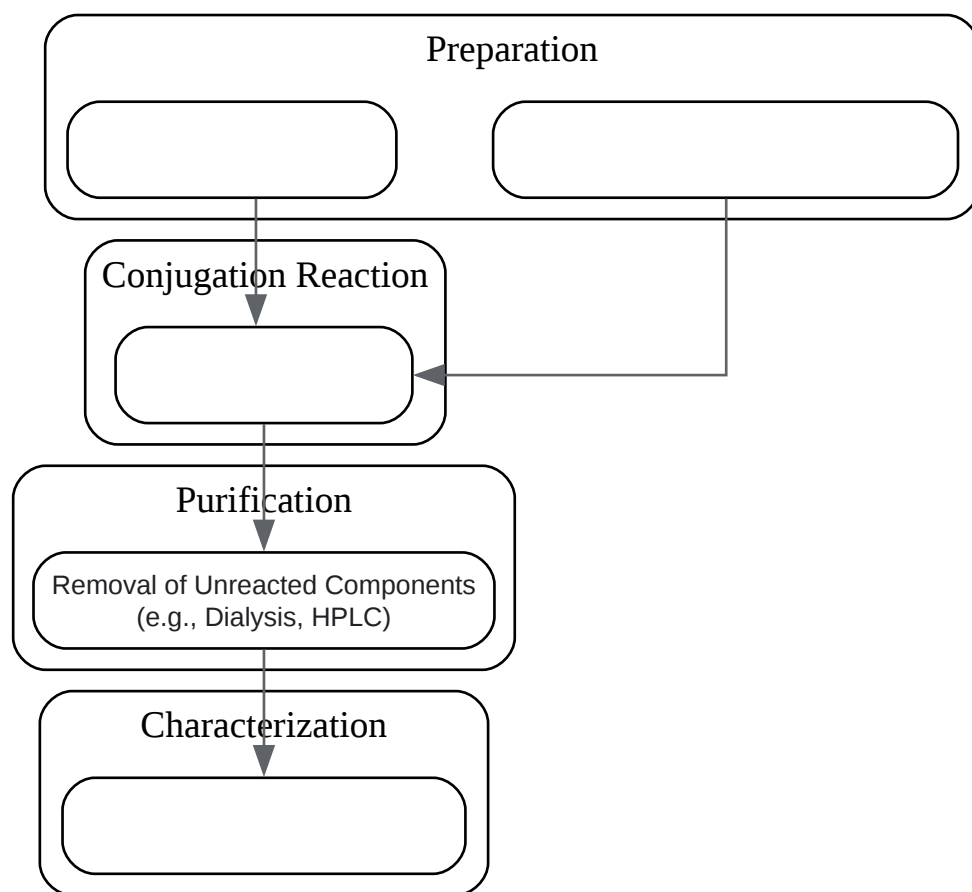 Preparation
Conjugation Reaction
Purification
Removal of Unreacted Components
(e.g., Dialysis, HPLC)
Characterization